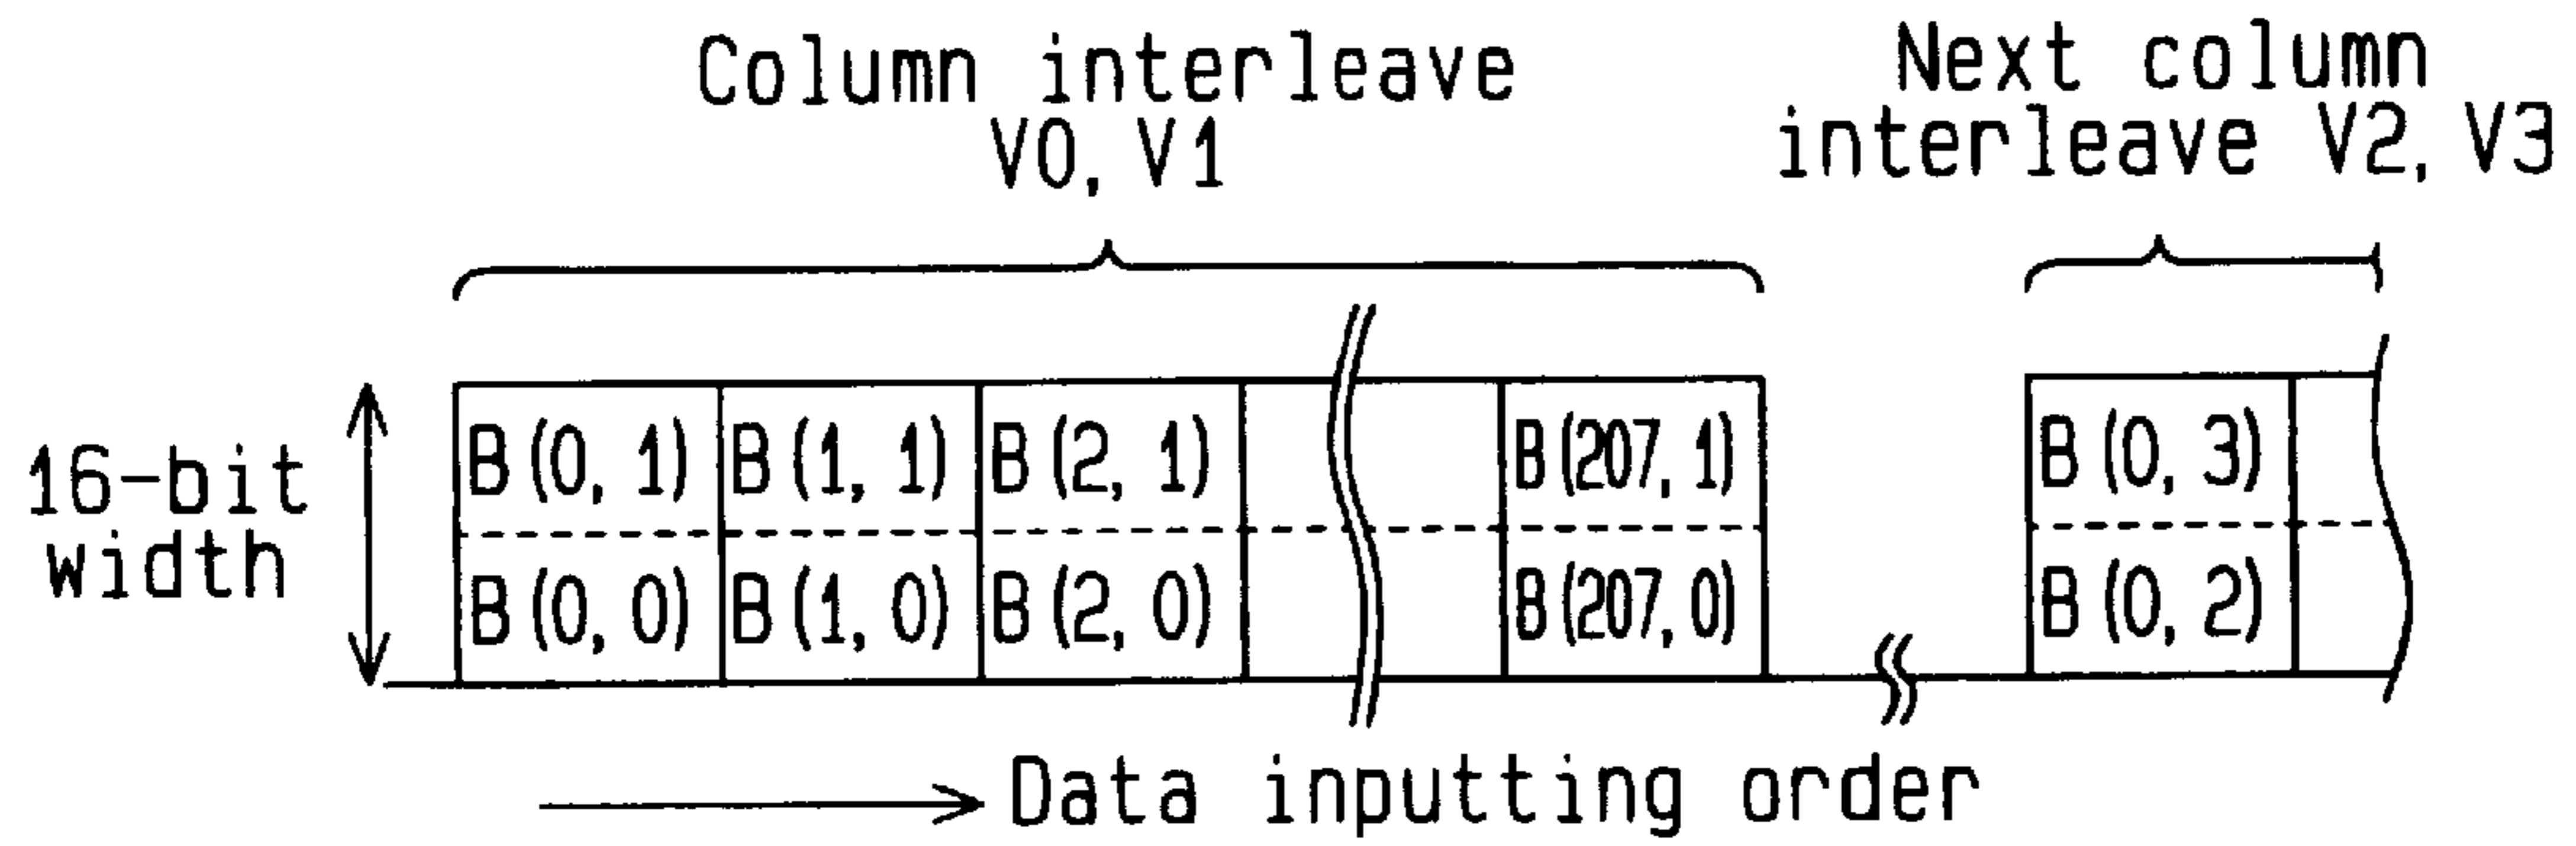 Column interleave
V0, V1
Next column
interleave V2, V3
16-bit
width
B(0, 1) B(1, 1) B(2, 1) B(207, 1) B(0, 3)
B(0, 0) B(1, 0) B(2, 0) B(207, 0) B(0, 2)
Data inputting order